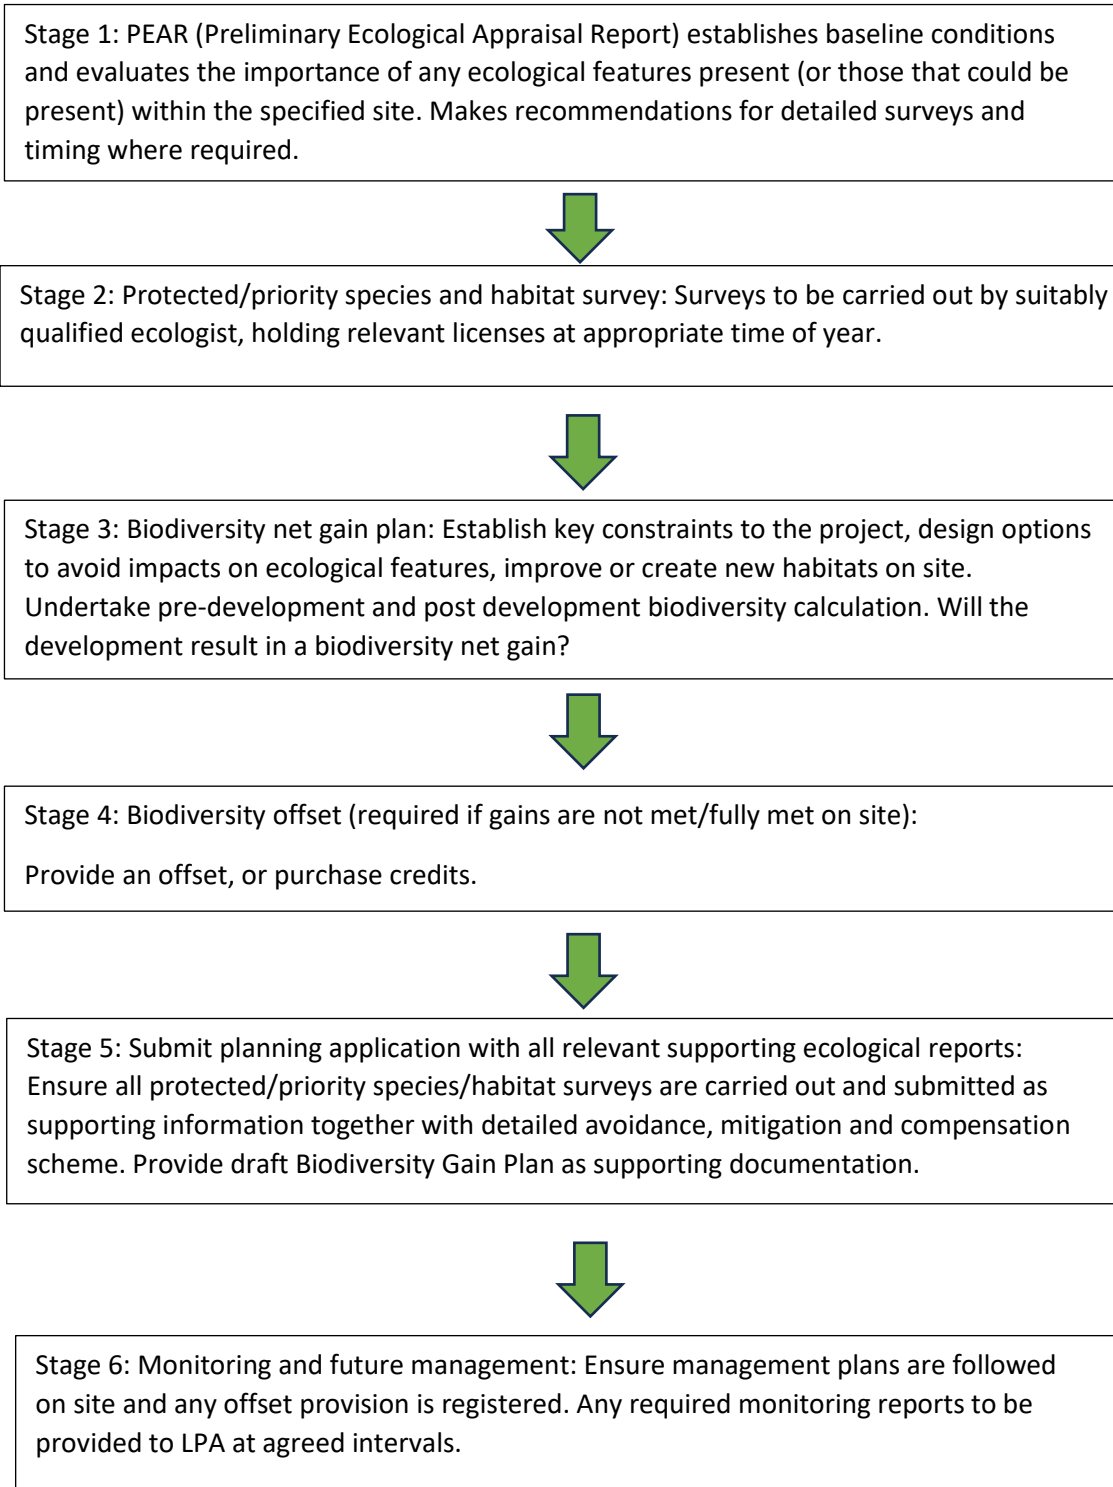 Stage 1: PEAR (Preliminary Ecological Appraisal Report) establishes baseline conditions
and evaluates the importance of any ecological features present (or those that could be
present) within the specified site. Makes recommendations for detailed surveys and
timing where required.
Stage 2: Protected/priority species and habitat survey: Surveys to be carried out by suitably
qualified ecologist, holding relevant licenses at appropriate time of year.
Stage 3: Biodiversity net gain plan: Establish key constraints to the project, design options
to avoid impacts on ecological features, improve or create new habitats on site.
Undertake pre-development and post development biodiversity calculation. Will the
development result in a biodiversity net gain?
Stage 4: Biodiversity offset (required if gains are not met/fully met on site):
Provide an offset, or purchase credits.
Stage 5: Submit planning application with all relevant supporting ecological reports:
Ensure all protected/priority species/habitat surveys are carried out and submitted as
supporting information together with detailed avoidance, mitigation and compensation
scheme. Provide draft Biodiversity Gain Plan as supporting documentation.
Stage 6: Monitoring and future management: Ensure management plans are followed
on site and any offset provision is registered. Any required monitoring reports to be
provided to LPA at agreed intervals.